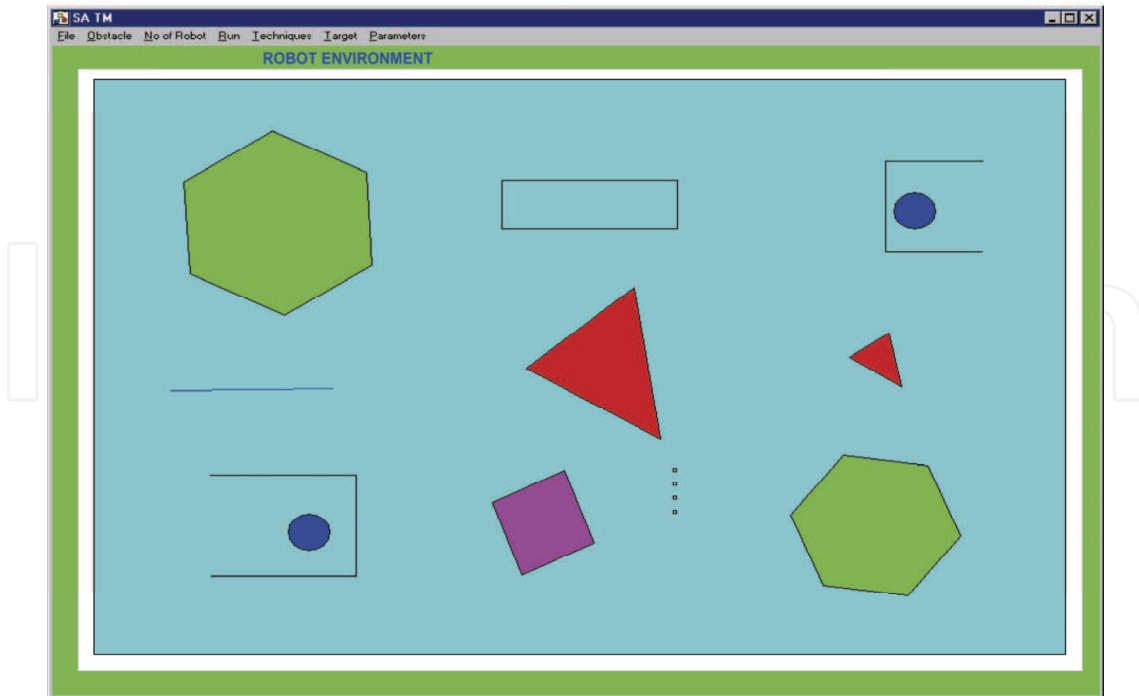 SA TM
File Obstacle No of Robot Run Techniques Target Parameters
ROBOT ENVIRONMENT